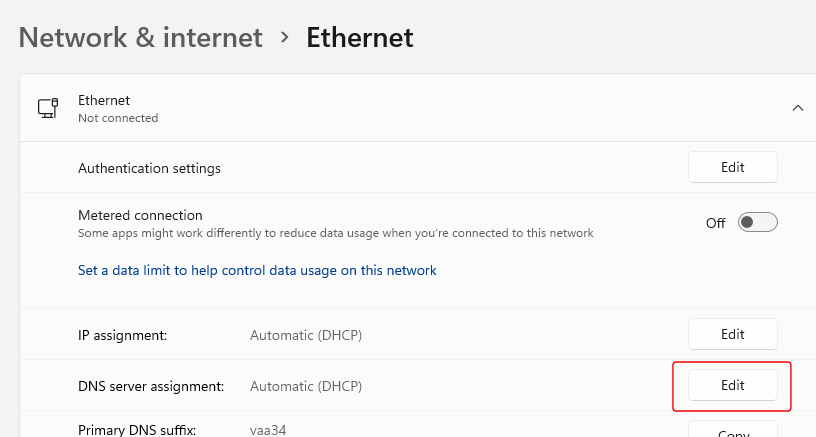 Network & internet > Ethernet
Ethernet
Not connected
Authentication settings Edit
Metered connection
Some apps might work differently to reduce data usage when you're connected to this network
Off
Set a data limit to help control data usage on this network
IP assignment: Automatic (DHCP) Edit
DNS server assignment: Automatic (DHCP) Edit
Primary DNS suffix: vaa34 Copy